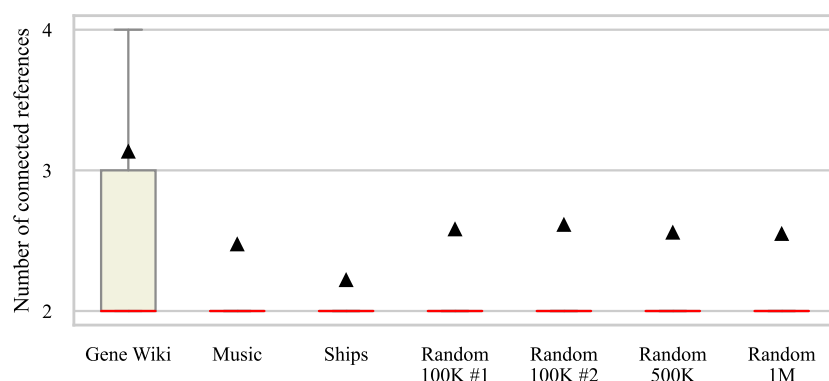 Number of connected references
4
3
2
Gene Wiki Music Ships Random Random Random Random
100K #1 100K #2 500K 1M